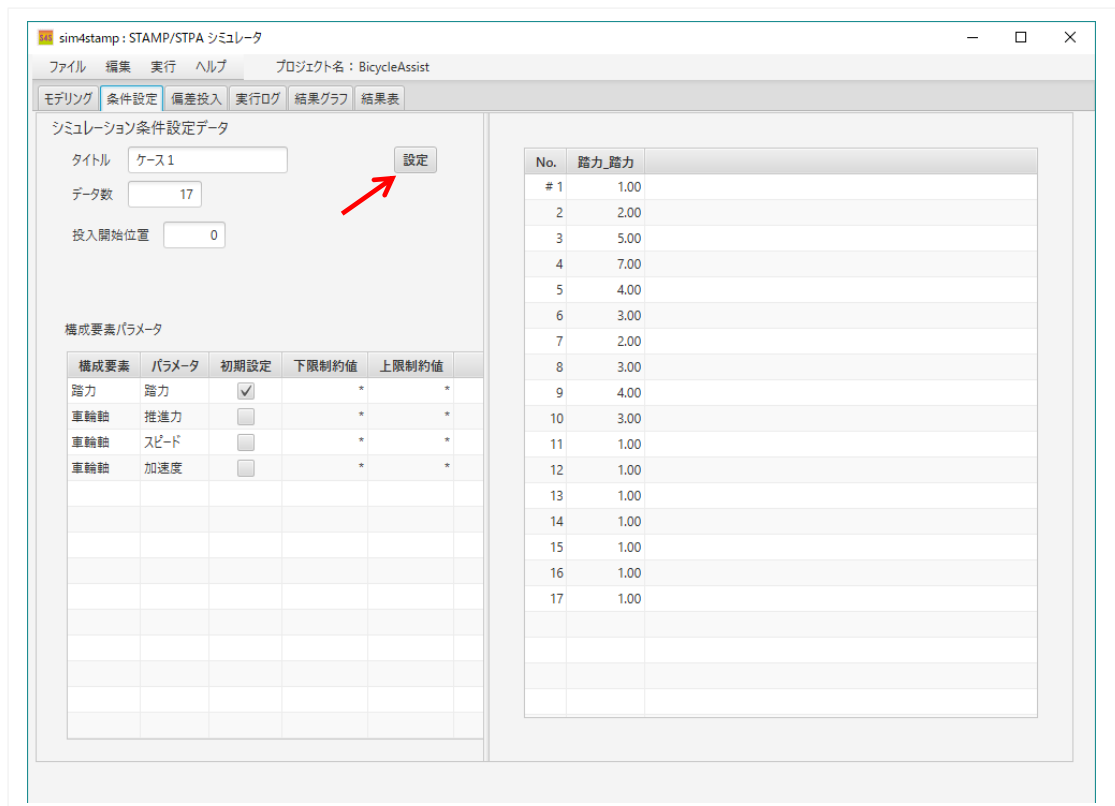 S4S sim4stamp : STAMP/STPA シミュレータ
ファイル 編集 実行 ヘルプ プロジェクト名：BicycleAssist
モデリング 条件設定 偏差投入 実行ログ 結果グラフ 結果表
シミュレーション条件設定データ
タイトル ケース1 設定
データ数 17
投入開始位置 0
構成要素パラメータ
構成要素 パラメータ 初期設定 下限制約値 上限制約値
踏力 踏力 * *
車輪軸 推進力 * *
車輪軸 スピード * *
車輪軸 加速度 * *
No. 踏力_踏力
# 1 1.00
2 2.00
3 5.00
4 7.00
5 4.00
6 3.00
7 2.00
8 3.00
9 4.00
10 3.00
11 1.00
12 1.00
13 1.00
14 1.00
15 1.00
16 1.00
17 1.00